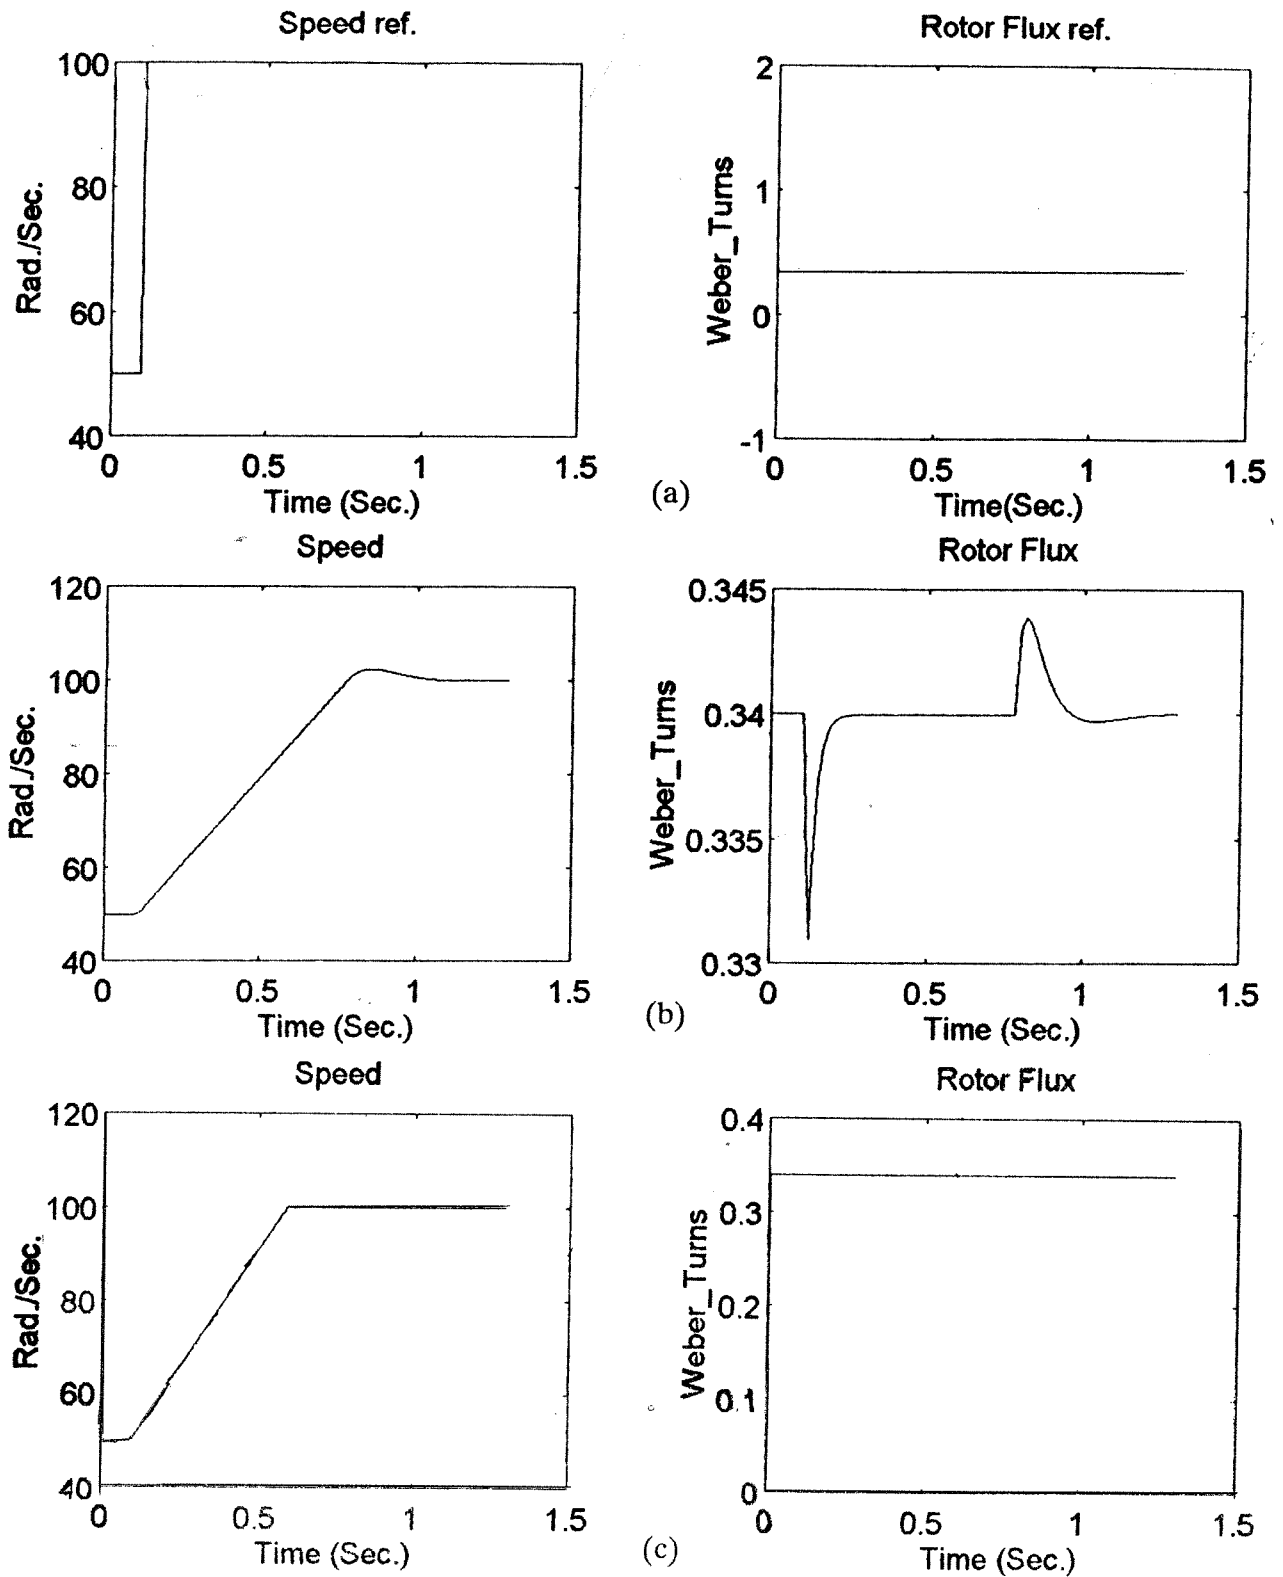 Speed ref.
100
80
60
40
Rad./Sec.
0 0.5 1 1.5
Time (Sec.)
Rotor Flux ref.
2
1
0
-1
Weber_Turns
0 0.5 1 1.5
Time(Sec.)
(a)
Speed
120
100
80
60
40
Rad./Sec.
0 0.5 1 1.5
Time (Sec.)
Rotor Flux
0.345
0.34
0.335
0.33
Weber_Turns
0 0.5 1 1.5
Time (Sec.)
(b)
Speed
120
100
80
60
40
Rad./Sec.
0 0.5 1 1.5
Time (Sec.)
Rotor Flux
0.4
0.3
0.2
0.1
0
Weber_Turns
0 0.5 1 1.5
Time (Sec.)
(c)